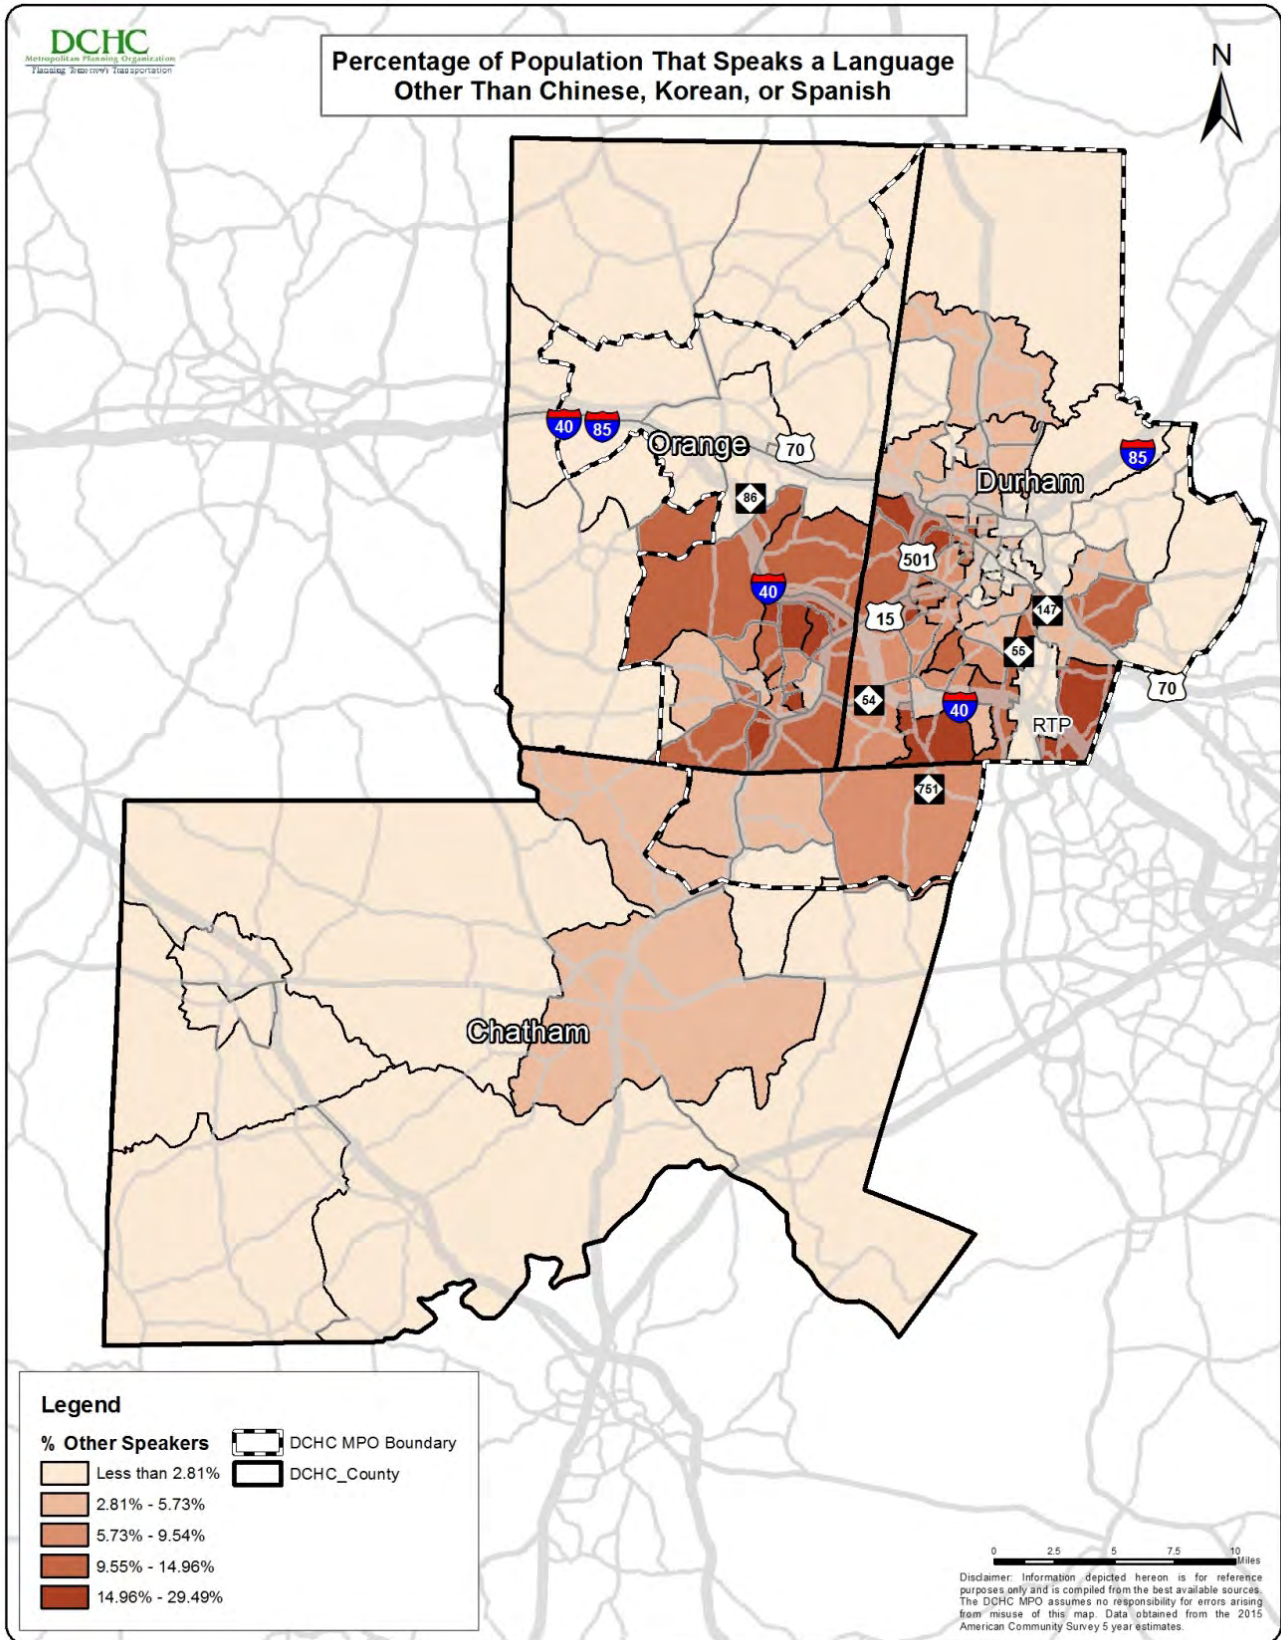 DCHC
Metropolitan Planning Organization
Planning Tomorrow's Transportation
Percentage of Population That Speaks a Language
Other Than Chinese, Korean, or Spanish
N
40
85
Orange
70
86
85
Durham
501
40
15
147
55
70
54
40
RTP
751
Chatham
Legend
% Other Speakers
Less than 2.81%
2.81% - 5.73%
5.73% - 9.54%
9.55% - 14.96%
14.96% - 29.49%
DCHC MPO Boundary
DCHC_County
0 2.5 5 7.5 10
Miles
Disclaimer: Information depicted hereon is for reference
purposes only and is compiled from the best available sources.
The DCHC MPO assumes no responsibility for errors arising
from misuse of this map. Data obtained from the 2015
American Community Survey 5 year estimates.